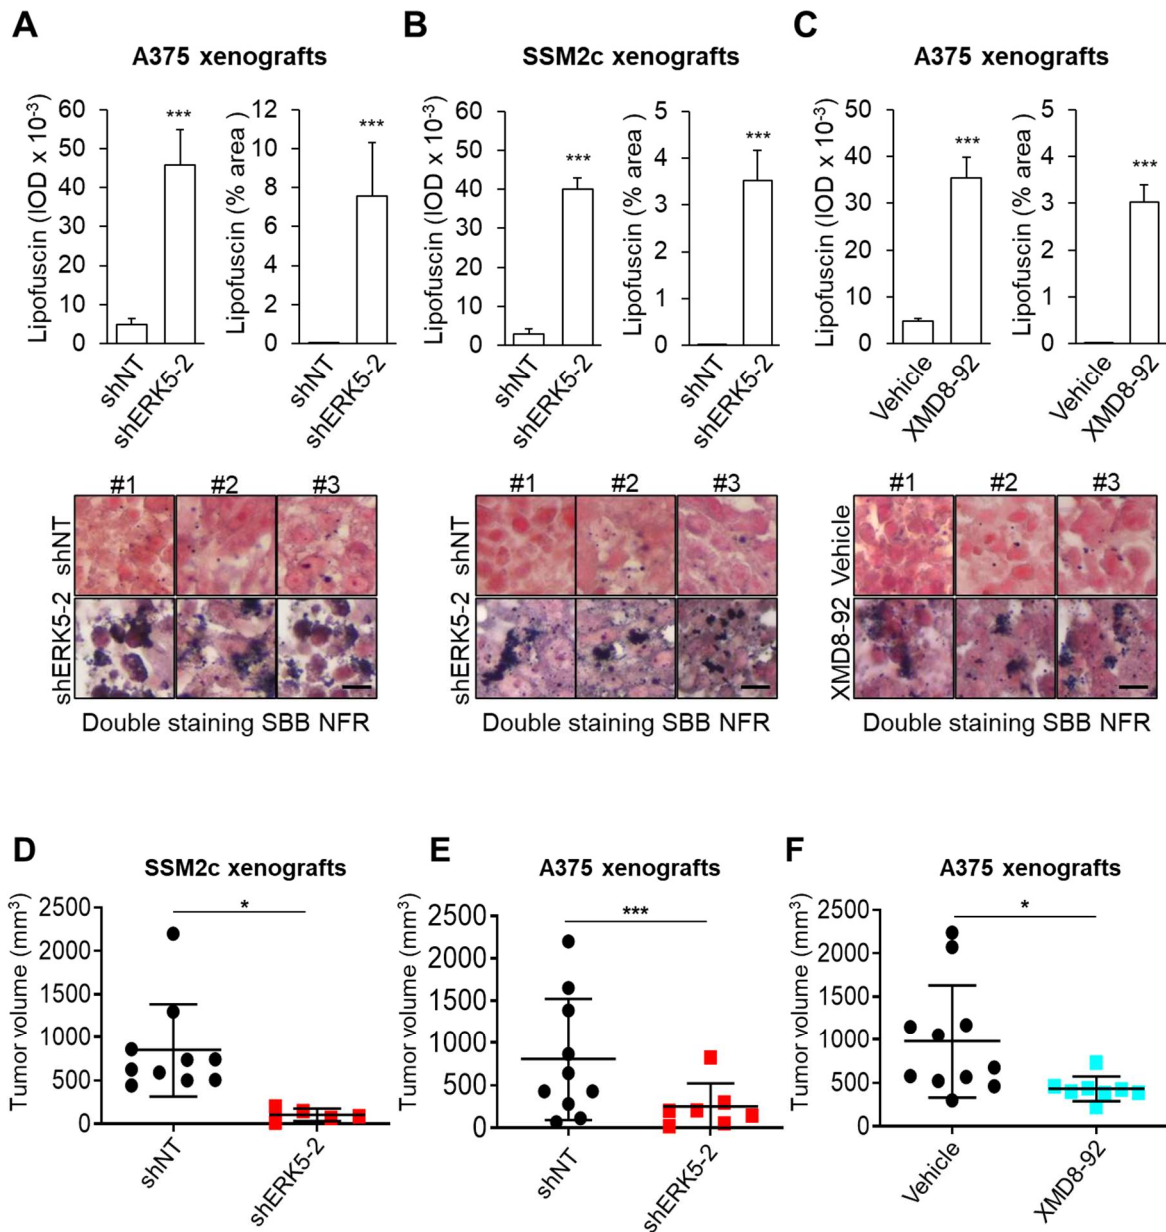 A
A375 xenografts
Lipofuscin (IOD x 10-3)
60
50
40
30
20
10
0
***
shNT
shERK5-2
Lipofuscin (% area )
12
10
8
6
4
2
0
***
shNT
shERK5-2
#1 #2 #3
shNT
shERK5-2
Double staining SBB NFR
B
SSM2c xenografts
Lipofuscin (IOD x 10-3)
60
50
40
30
20
10
0
***
shNT
shERK5-2
Lipofuscin (% area )
5
4
3
2
1
0
***
shNT
shERK5-2
#1 #2 #3
shNT
shERK5-2
Double staining SBB NFR
C
A375 xenografts
Lipofuscin (IOD x 10-3)
50
40
30
20
10
0
***
Vehicle
XMD8-92
Lipofuscin (% area )
5
4
3
2
1
0
***
Vehicle
XMD8-92
#1 #2 #3
Vehicle
XMD8-92
Double staining SBB NFR
D
SSM2c xenografts
Tumor volume (mm3)
2500
2000
1500
1000
500
0
*
shNT
shERK5-2
E
A375 xenografts
Tumor volume (mm3)
2500
2000
1500
1000
500
0
***
shNT
shERK5-2
F
A375 xenografts
Tumor volume (mm3)
2500
2000
1500
1000
500
0
*
Vehicle
XMD8-92